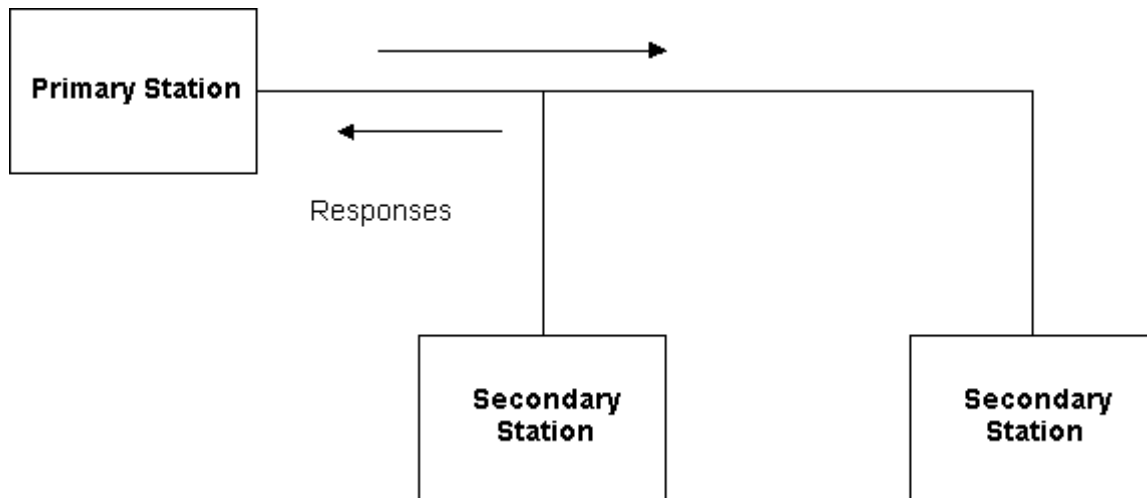 Primary Station
Responses
Secondary
Station
Secondary
Station